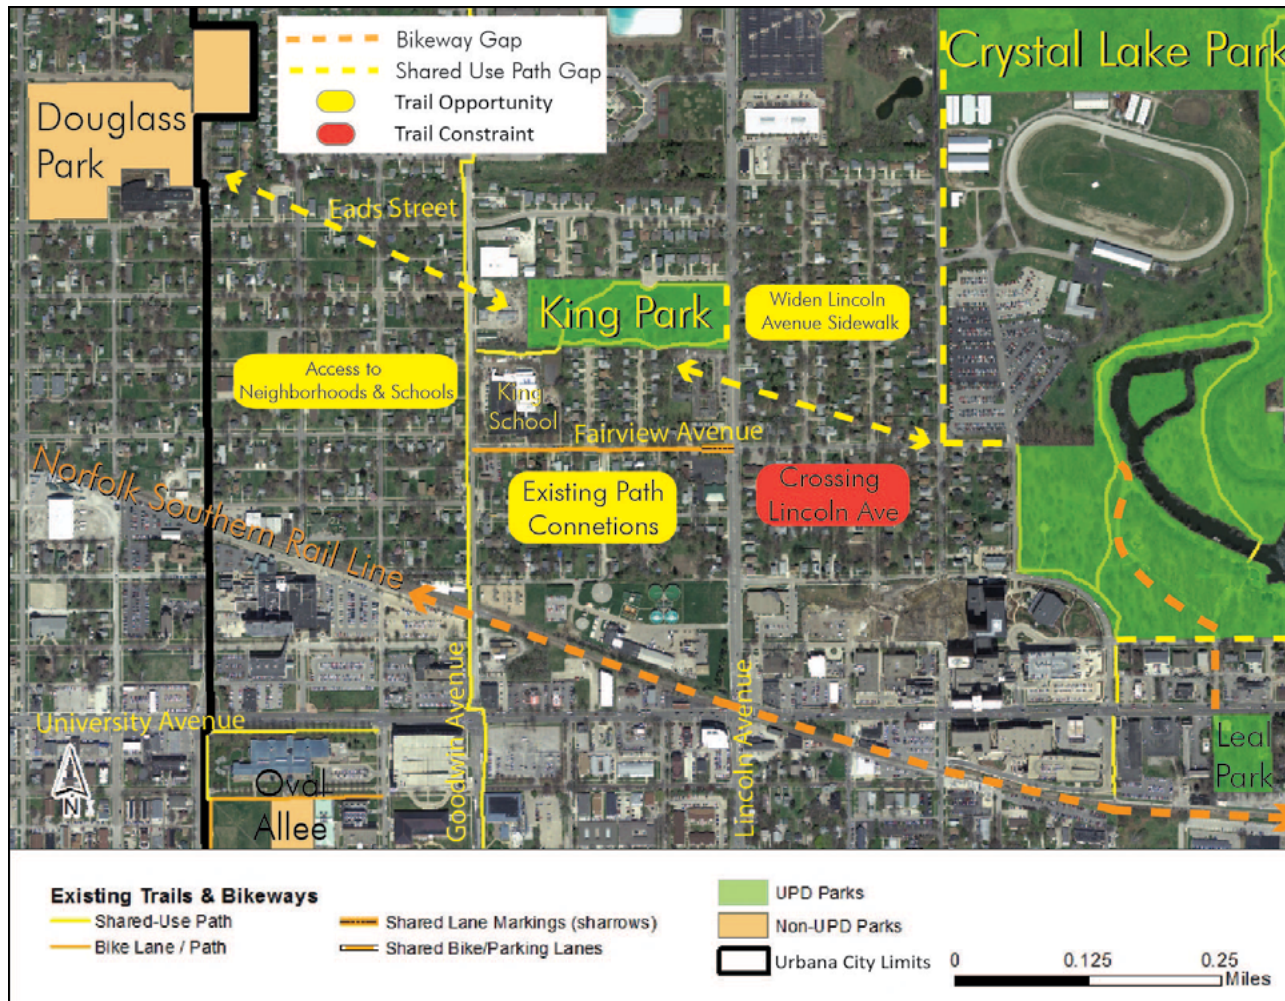 Bikeway Gap
Shared Use Path Gap
Trail Opportunity
Trail Constraint
Crystal Lake Park
Douglass
Park
Eads Street
King Park
Widen Lincoln
Avenue Sidewalk
Access to
Neighborhoods & Schools
King
School
Fairview Avenue
Norfolk Southern Rail Line
Existing Path
Connetions
Crossing
Lincoln Ave
University Avenue
Goodwin Avenue
Lincoln Avenue
Leal
Park
Oval
Allee
N
Existing Trails & Bikeways
Shared-Use Path
Bike Lane / Path
Shared Lane Markings (sharrows)
Shared Bike/Parking Lanes
UPD Parks
Non-UPD Parks
Urbana City Limits
0 0.125 0.25
Miles